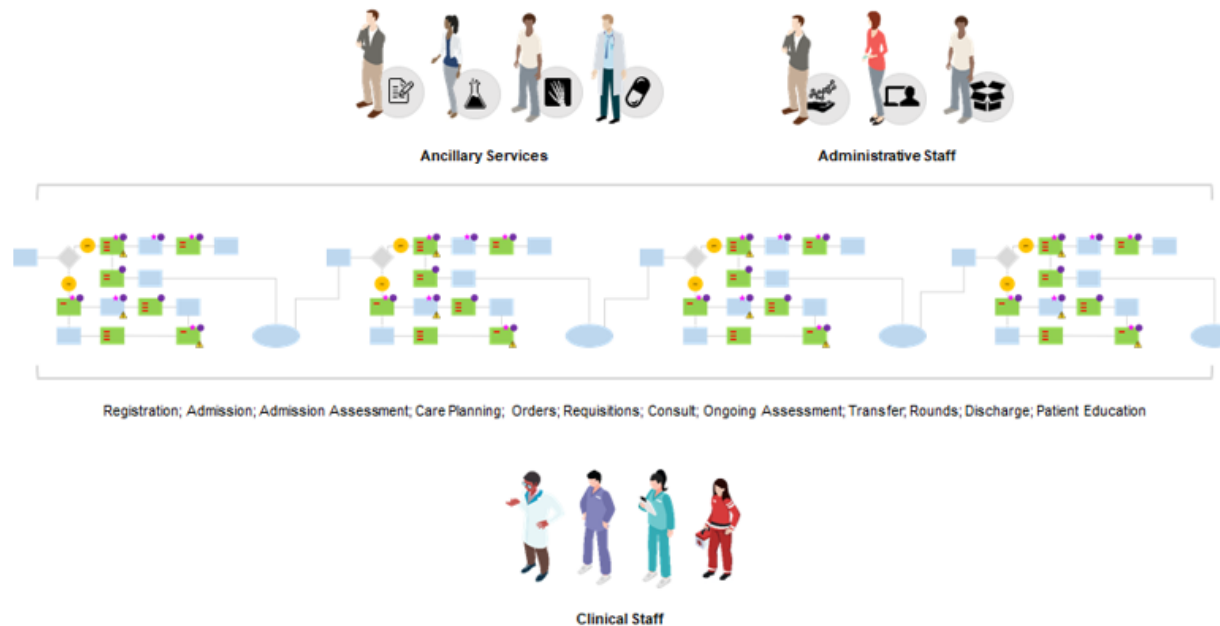 Ancillary Services
Administrative Staff
Registration; Admission; Admission Assessment; Care Planning; Orders; Requisitions; Consult; Ongoing Assessment; Transfer; Rounds; Discharge; Patient Education
Clinical Staff